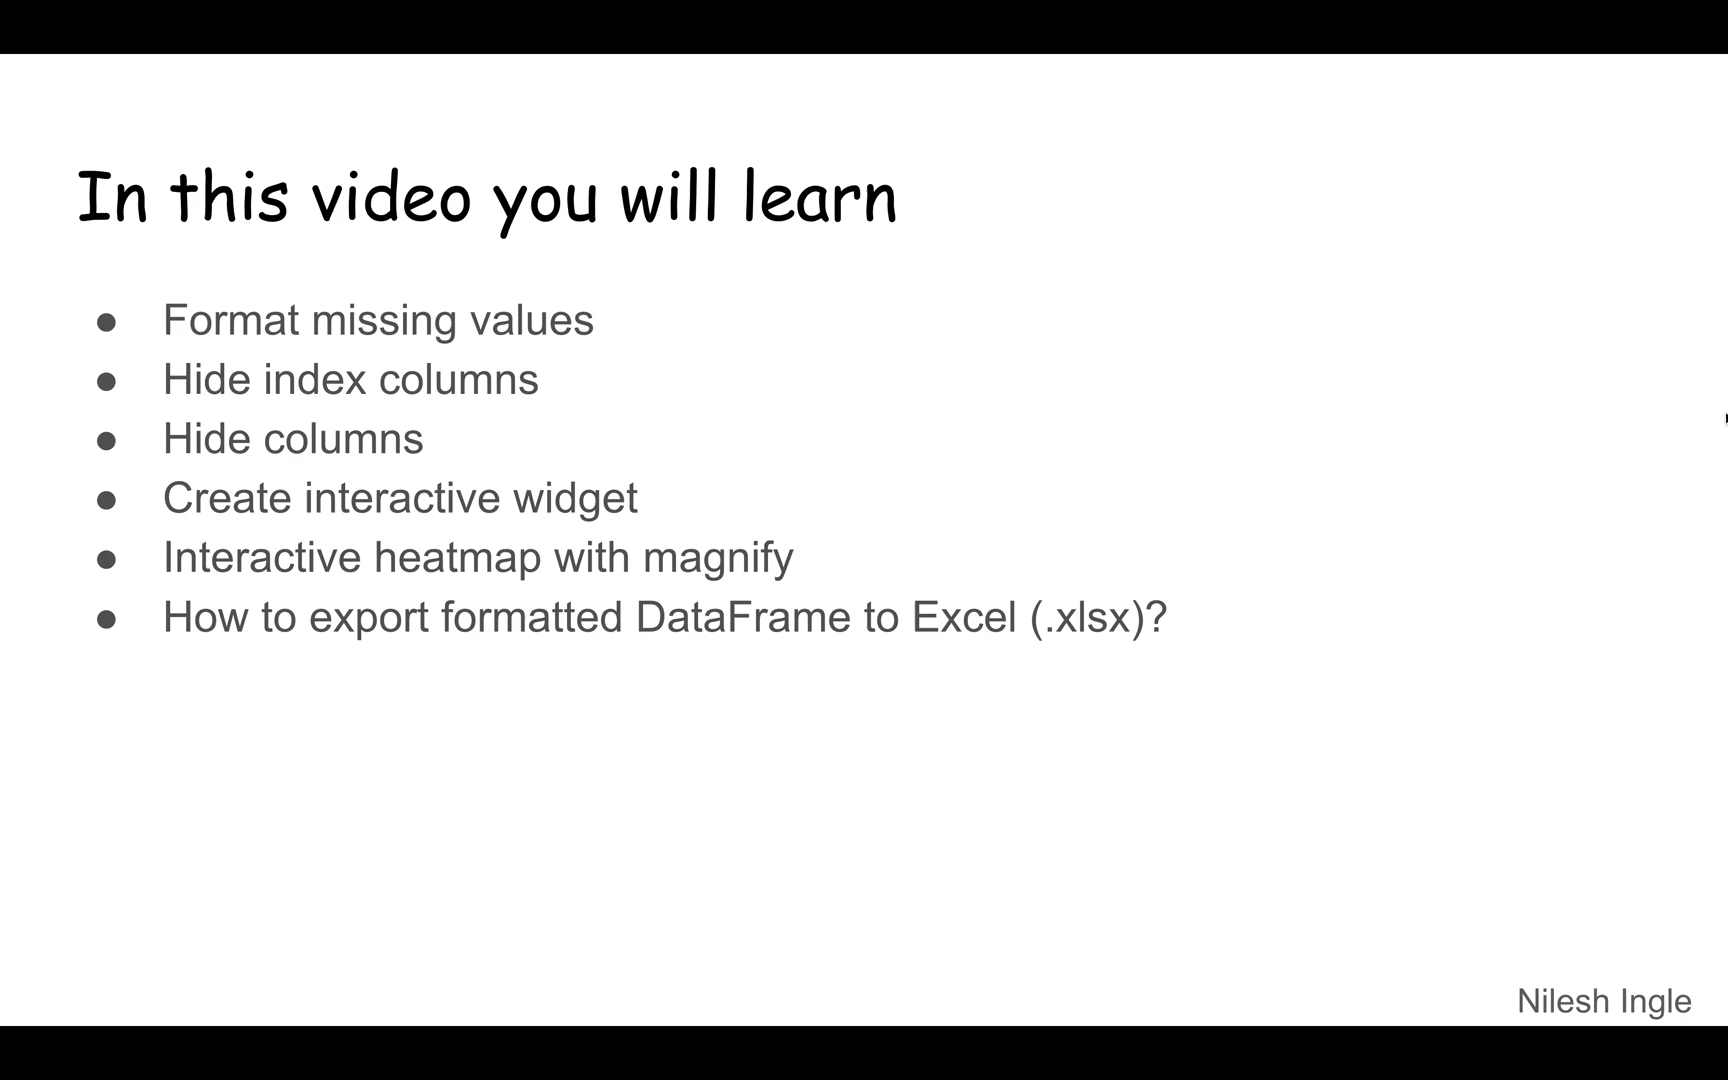 In this video you will learn
● Format missing values
● Hide index columns
● Hide columns
● Create interactive widget
● Interactive heatmap with magnify
● How to export formatted DataFrame to Excel (.xlsx)?
Nilesh Ingle